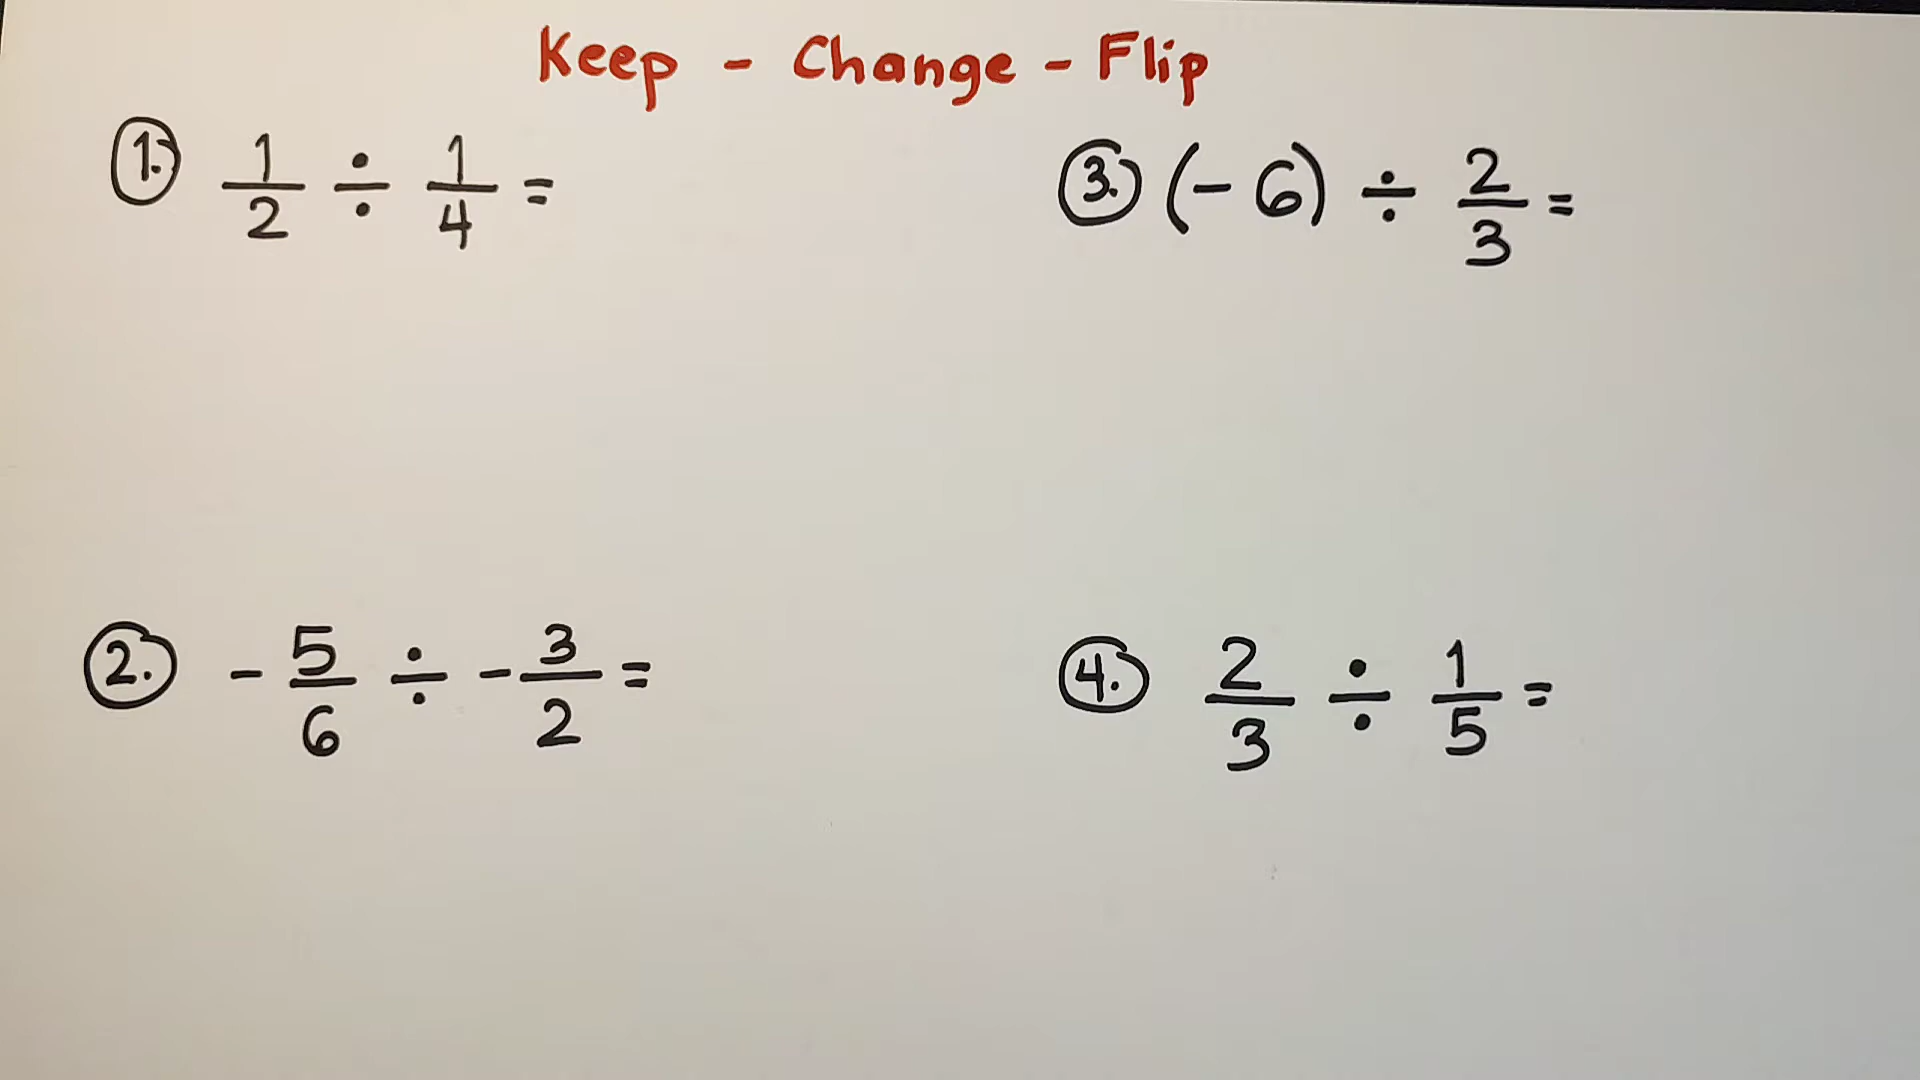 Keep - Change - Flip
1. 1/2 ÷ 1/4 =
2. - 5/6 ÷ - 3/2 =
3. (- 6) ÷ 2/3 =
4. 2/3 ÷ 1/5 =